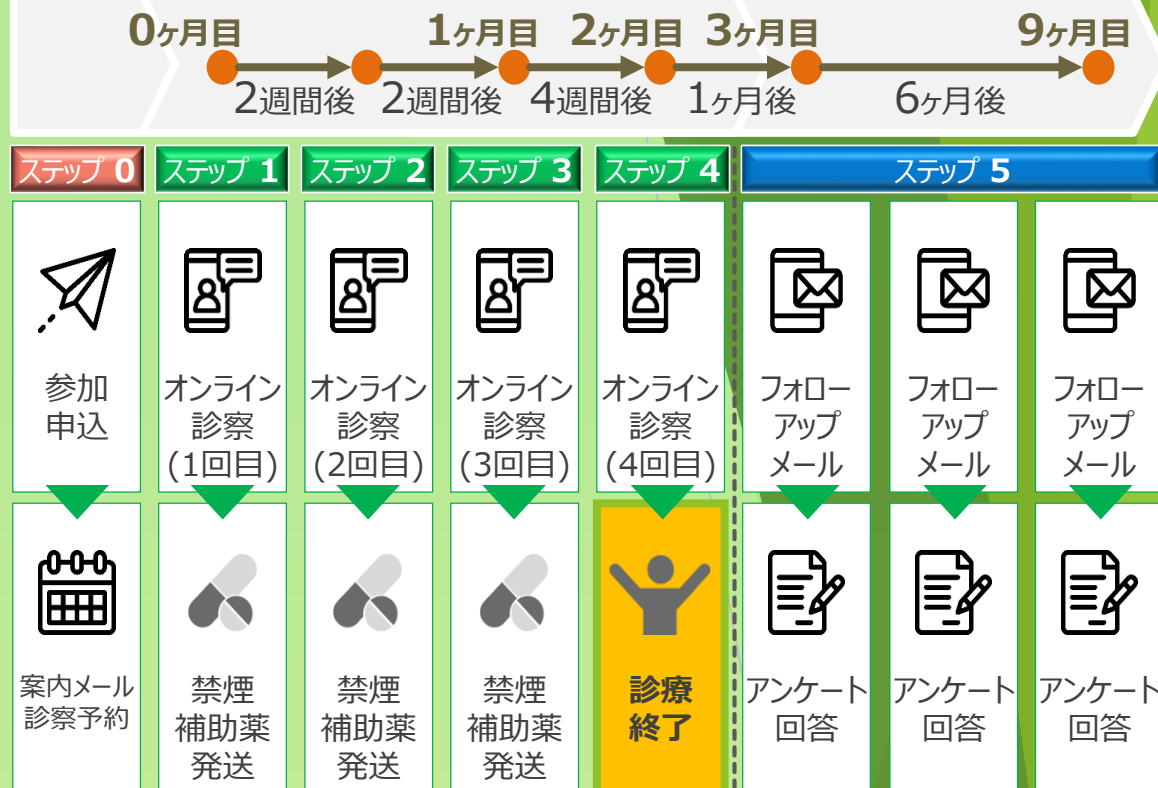 0ヶ月目 1ヶ月目 2ヶ月目 3ヶ月目 9ヶ月目
2週間後 2週間後 4週間後 1ヶ月後 6ヶ月後
ステップ 0 ステップ 1 ステップ 2 ステップ 3 ステップ 4 ステップ 5
参加
申込
オンライン
診察
(1回目)
オンライン
診察
(2回目)
オンライン
診察
(3回目)
オンライン
診察
(4回目)
フォロー
アップ
メール
フォロー
アップ
メール
フォロー
アップ
メール
案内メール
診察予約
禁煙
補助薬
発送
禁煙
補助薬
発送
禁煙
補助薬
発送
診療
終了
アンケート
回答
アンケート
回答
アンケート
回答